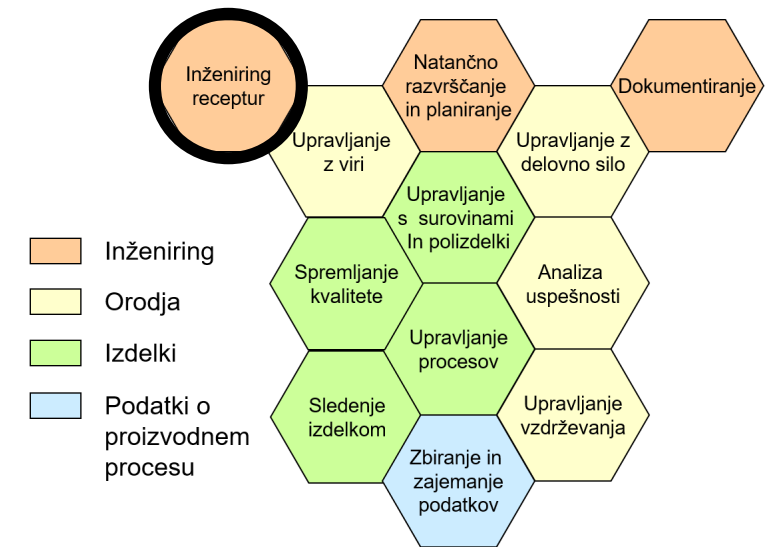 Inženiring
receptur
Natančno
razvrščanje
in planiranje
Dokumentiranje
Upravljanje
z viri
Upravljanje z
delovno silo
Upravljanje
s surovinami
In polizdelki
Spremljanje
kvalitete
Analiza
uspešnosti
Upravljanje
procesov
Sledenje
izdelkom
Upravljanje
vzdrževanja
Zbiranje in
zajemanje
podatkov
Inženiring
Orodja
Izdelki
Podatki o
proizvodnem
procesu